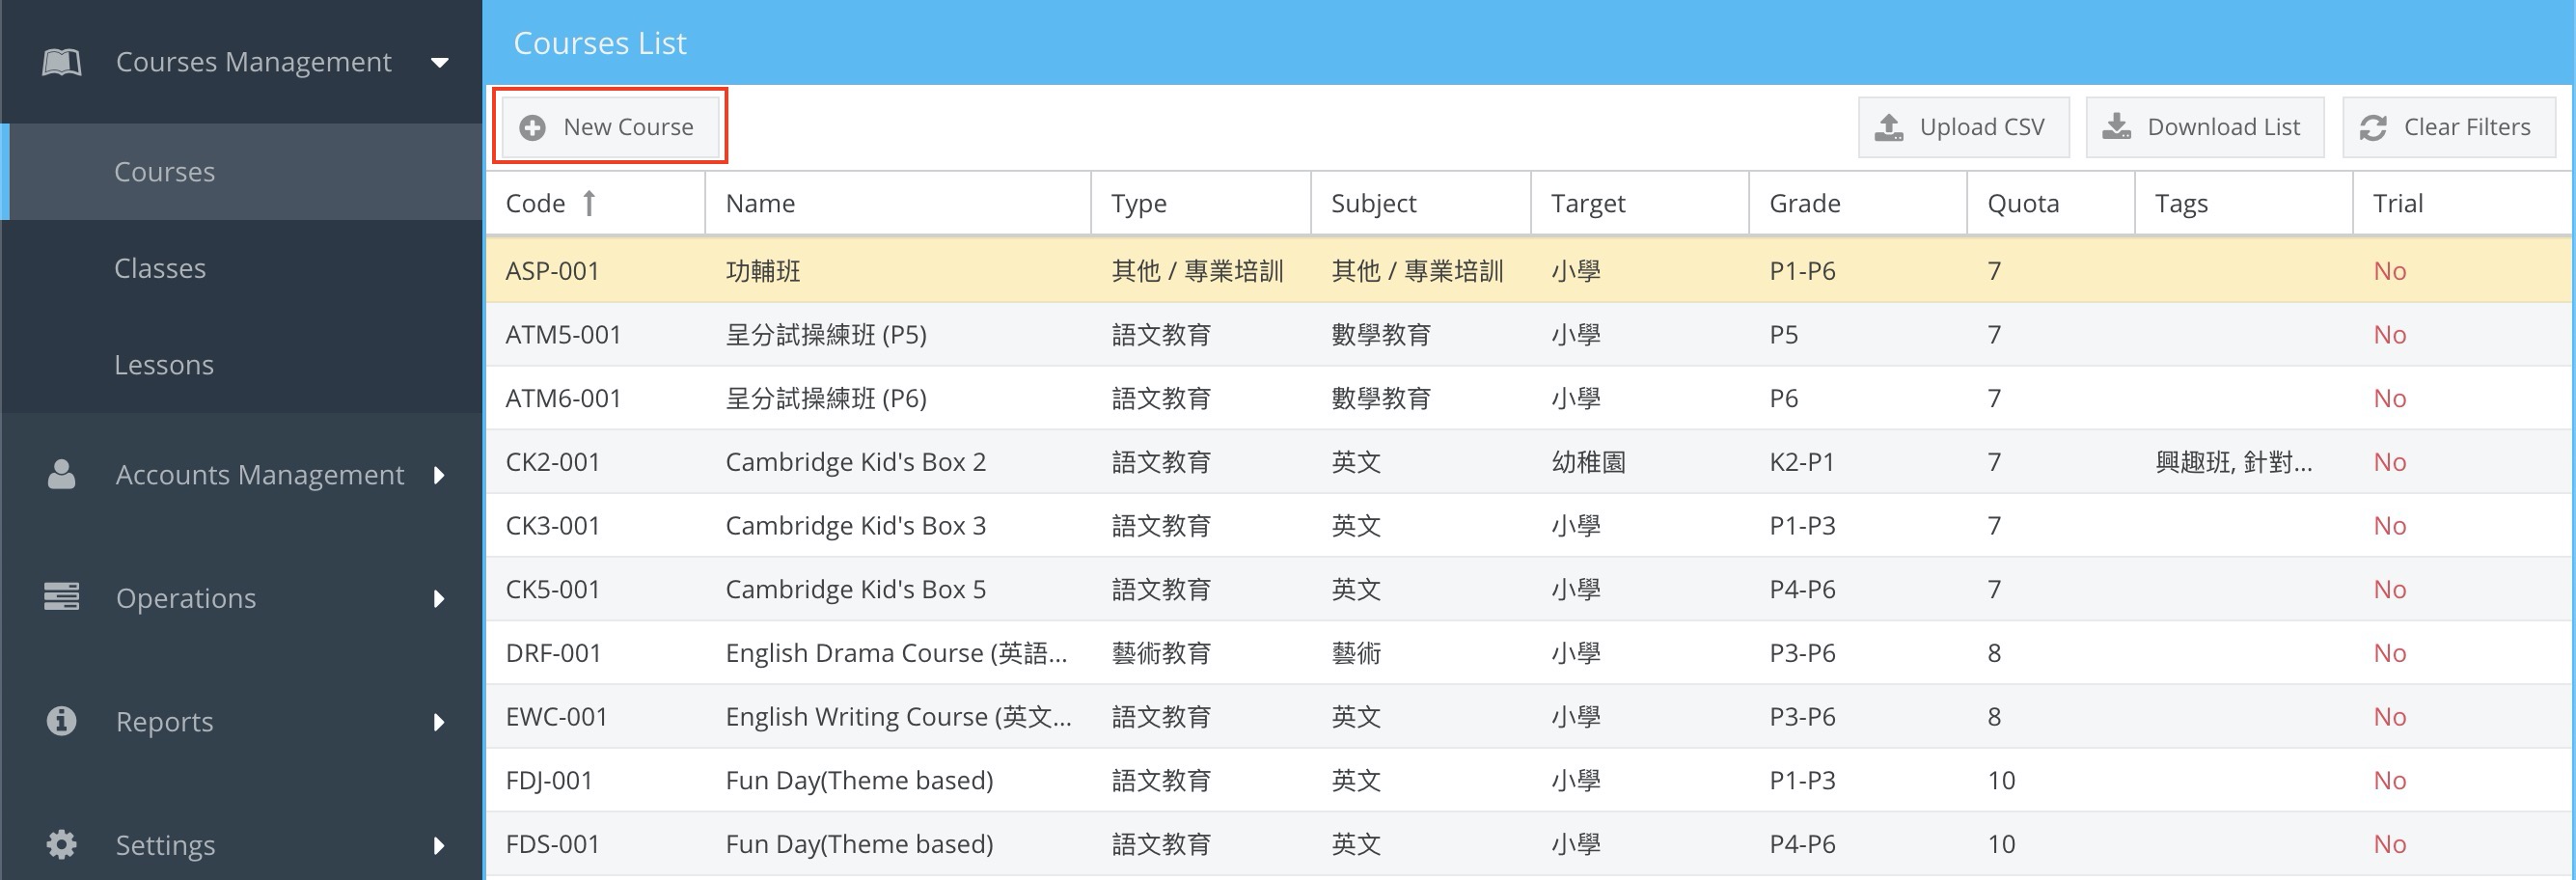 Courses Management
Courses
Classes
Lessons
Accounts Management
Operations
Reports
Settings
Courses List
New Course
Upload CSV
Download List
Clear Filters
Code Name Type Subject Target Grade Quota Tags Trial
ASP-001 功輔班 其他 / 專業培訓 其他 / 專業培訓 小學 P1-P6 7 No
ATM5-001 呈分試操練班 (P5) 語文教育 數學教育 小學 P5 7 No
ATM6-001 呈分試操練班 (P6) 語文教育 數學教育 小學 P6 7 No
CK2-001 Cambridge Kid's Box 2 語文教育 英文 幼稚園 K2-P1 7 興趣班, 針對... No
CK3-001 Cambridge Kid's Box 3 語文教育 英文 小學 P1-P3 7 No
CK5-001 Cambridge Kid's Box 5 語文教育 英文 小學 P4-P6 7 No
DRF-001 English Drama Course (英語... 藝術教育 藝術 小學 P3-P6 8 No
EWC-001 English Writing Course (英文... 語文教育 英文 小學 P3-P6 8 No
FDJ-001 Fun Day(Theme based) 語文教育 英文 小學 P1-P3 10 No
FDS-001 Fun Day(Theme based) 語文教育 英文 小學 P4-P6 10 No